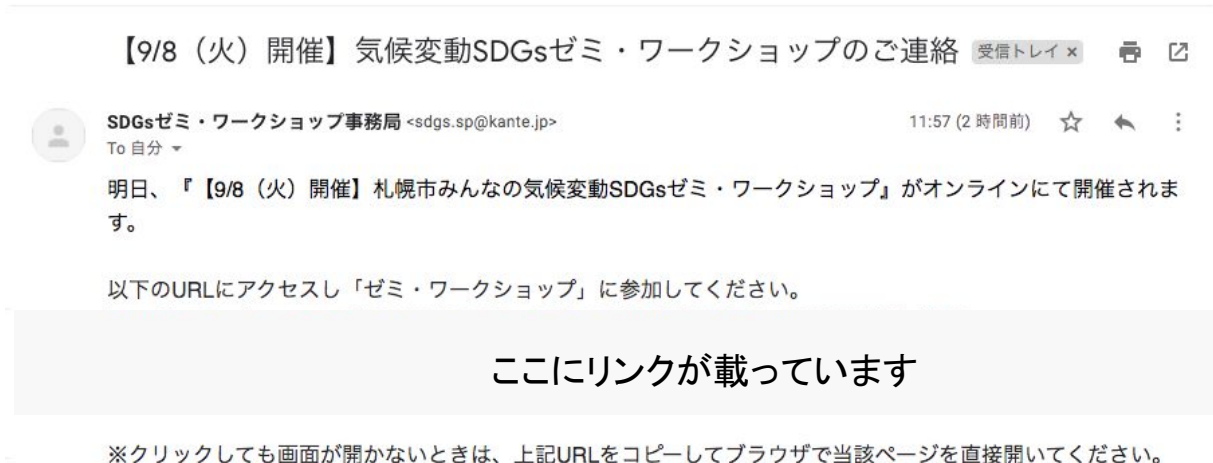 【9/8（火）開催】気候変動SDGsゼミ・ワークショップのご連絡 受信トレイ ×
SDGsゼミ・ワークショップ事務局 <sdgs.sp@kante.jp> 11:57 (2 時間前)
To 自分
明日、『【9/8（火）開催】札幌市みんなの気候変動SDGsゼミ・ワークショップ』がオンラインにて開催されま
す。
以下のURLにアクセスし「ゼミ・ワークショップ」に参加してください。
ここにリンクが載っています
※クリックしても画面が開かないときは、上記URLをコピーしてブラウザで当該ページを直接開いてください。